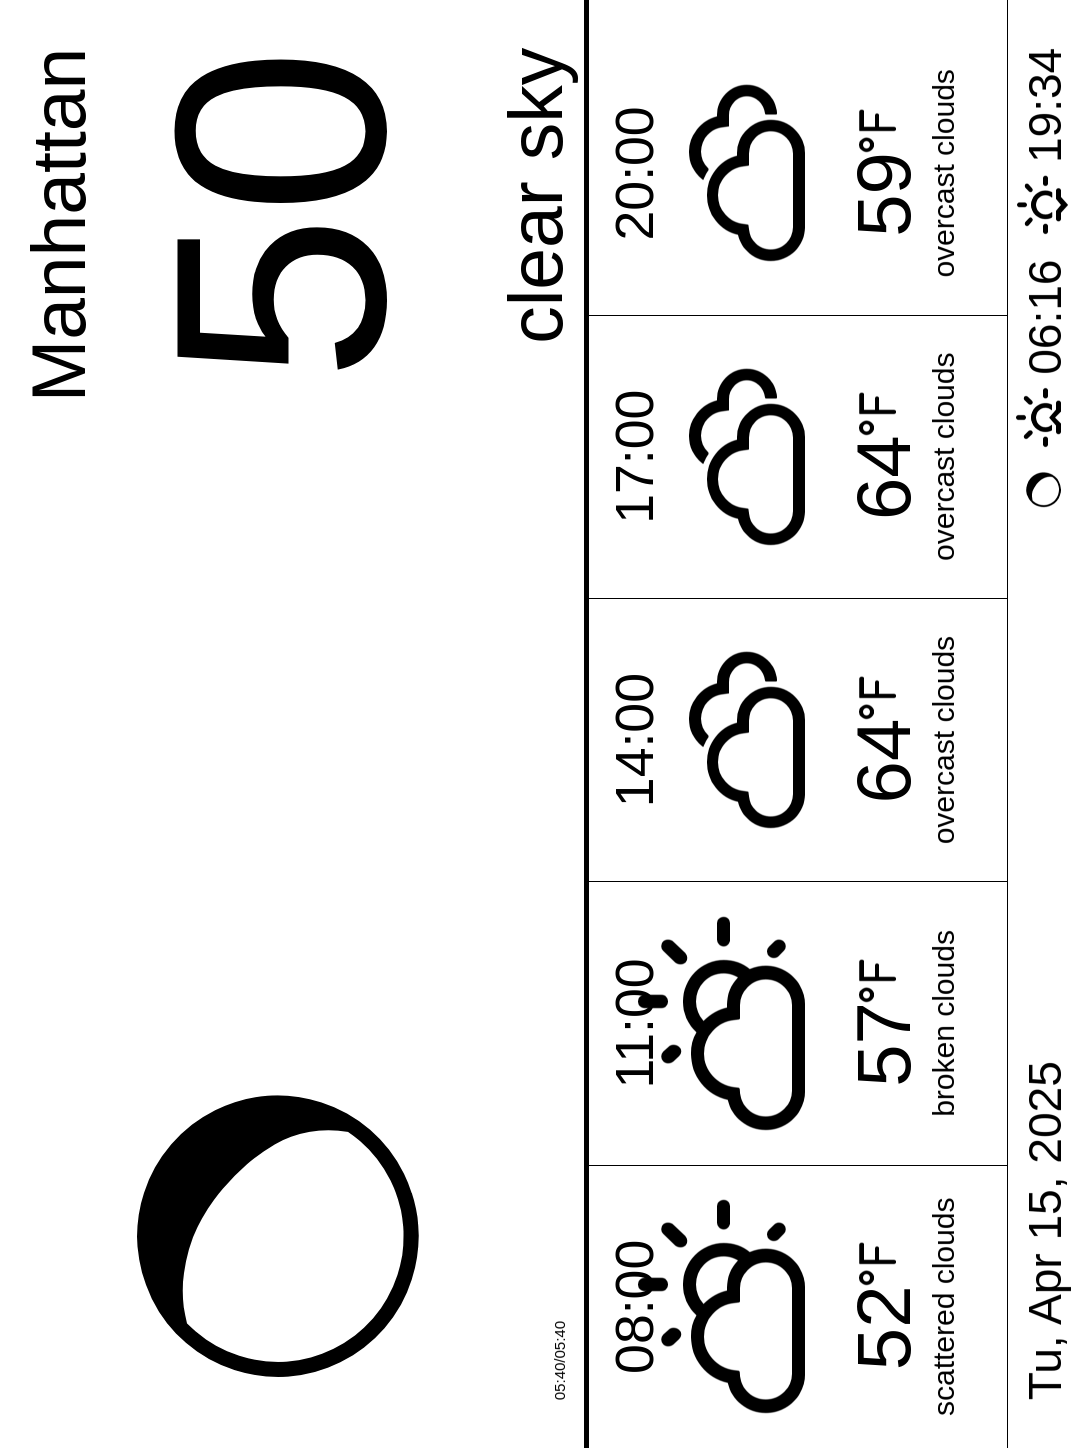 Manhattan
50
clear sky
05:40/05:40
08:00 11:00 14:00 17:00 20:00
52°F 57°F 64°F 64°F 59°F
scattered clouds broken clouds overcast clouds overcast clouds overcast clouds
Tu, Apr 15, 2025 06:16 19:34